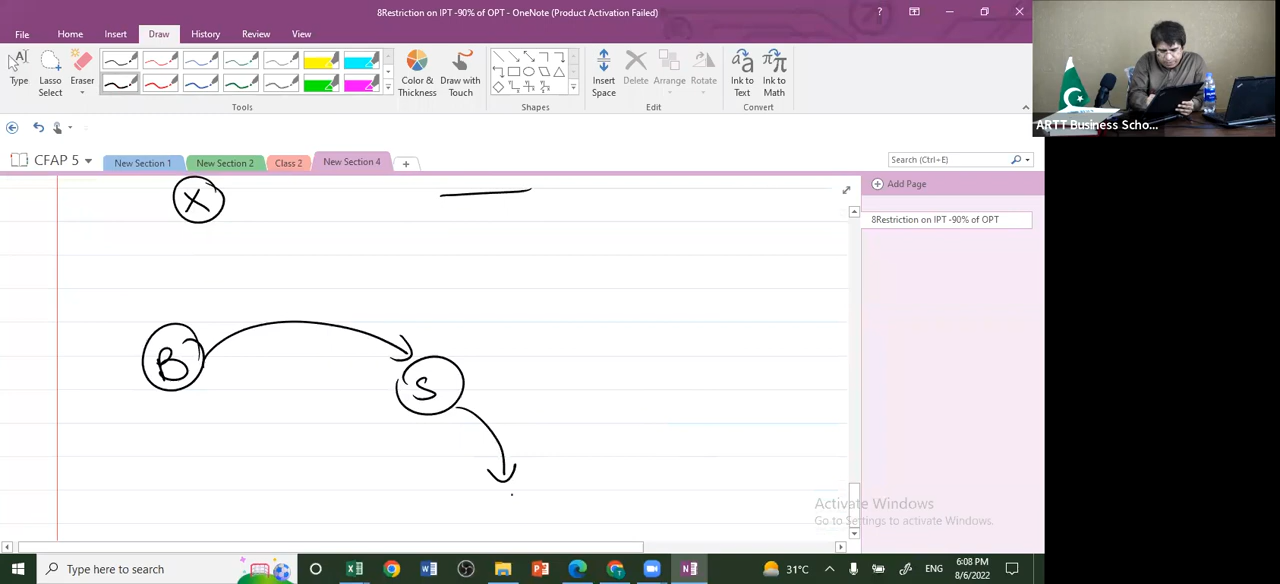 8Restriction on IPT -90% of OPT - OneNote (Product Activation Failed)
?
File
Home
Insert
Draw
History
Review
View
Type
Lasso Select
Eraser
Color & Thickness
Draw with Touch
Insert Space
Delete
Arrange
Rotate
Ink to Text
Ink to Math
Tools
Shapes
Edit
Convert
ARTT Business Scho...
CFAP 5
New Section 1
New Section 2
Class 2
New Section 4
Search (Ctrl+E)
Add Page
8Restriction on IPT -90% of OPT
X
B
S
Activate Windows
Go to Settings to activate Windows.
Type here to search
31°C
ENG
6:08 PM
8/6/2022